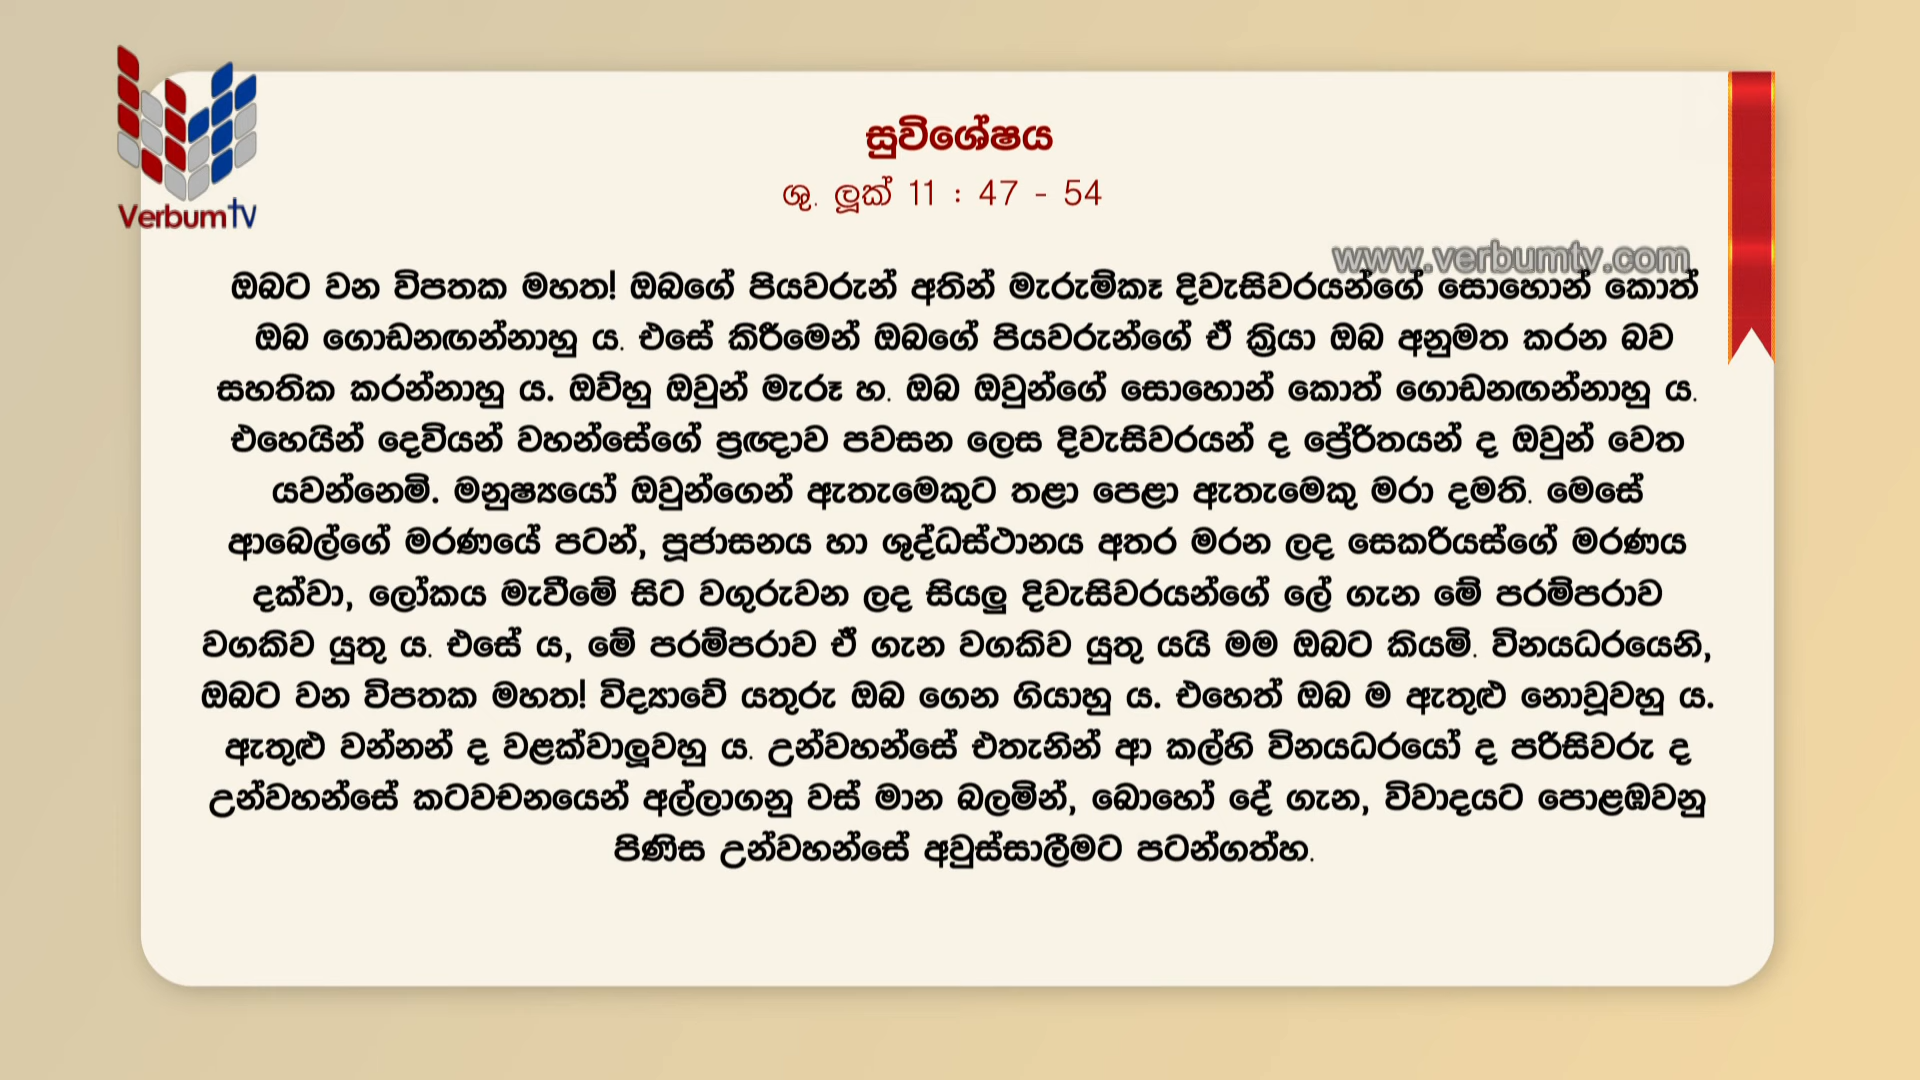 සුවිශේෂය
ශු. ලූක් 11 : 47 - 54
VerbumTV
www.verbumtv.com
ඔබට වන විපතක මහත! ඔබගේ පියවරුන් අතින් මැරුම්කෑ දිවැසිවරයන්ගේ සොහොන් කොත්
ඔබ ගොඩනඟන්නාහු ය. එසේ කිරීමෙන් ඔබගේ පියවරුන්ගේ ඒ ක්‍රියා ඔබ අනුමත කරන බව
සහතික කරන්නාහු ය. ඔව්හු ඔවුන් මැරූ හ. ඔබ ඔවුන්ගේ සොහොන් කොත් ගොඩනඟන්නාහු ය.
එහෙයින් දෙවියන් වහන්සේගේ ප්‍රඥාව පවසන ලෙස දිවැසිවරයන් ද ප්‍රේරිතයන් ද ඔවුන් වෙත
යවන්නෙමි. මනුෂ්‍යයෝ ඔවුන්ගෙන් ඇතැමෙකුට තළා පෙළා ඇතැමෙකු මරා දමති. මෙසේ
ආබෙල්ගේ මරණයේ පටන්, පූජාසනය හා ශුද්ධස්ථානය අතර මරන ලද සෙකරියස්ගේ මරණය
දක්වා, ලෝකය මැවීමේ සිට වගුරුවන ලද සියලු දිවැසිවරයන්ගේ ලේ ගැන මේ පරම්පරාව
වගකිව යුතු ය. එසේ ය, මේ පරම්පරාව ඒ ගැන වගකිව යුතු යයි මම ඔබට කියමි. විනයධරයෙනි,
ඔබට වන විපතක මහත! විද්‍යාවේ යතුරු ඔබ ගෙන ගියාහු ය. එහෙත් ඔබ ම ඇතුළු නොවූවහු ය.
ඇතුළු වන්නන් ද වළක්වාලූවහු ය. උන්වහන්සේ එතැනින් ආ කල්හි විනයධරයෝ ද පරිසිවරු ද
උන්වහන්සේ කටවචනයෙන් අල්ලාගනු වස් මාන බලමින්, බොහෝ දේ ගැන, විවාදයට පොළඹවනු
පිණිස උන්වහන්සේ අවුස්සාලීමට පටන්ගත්හ.